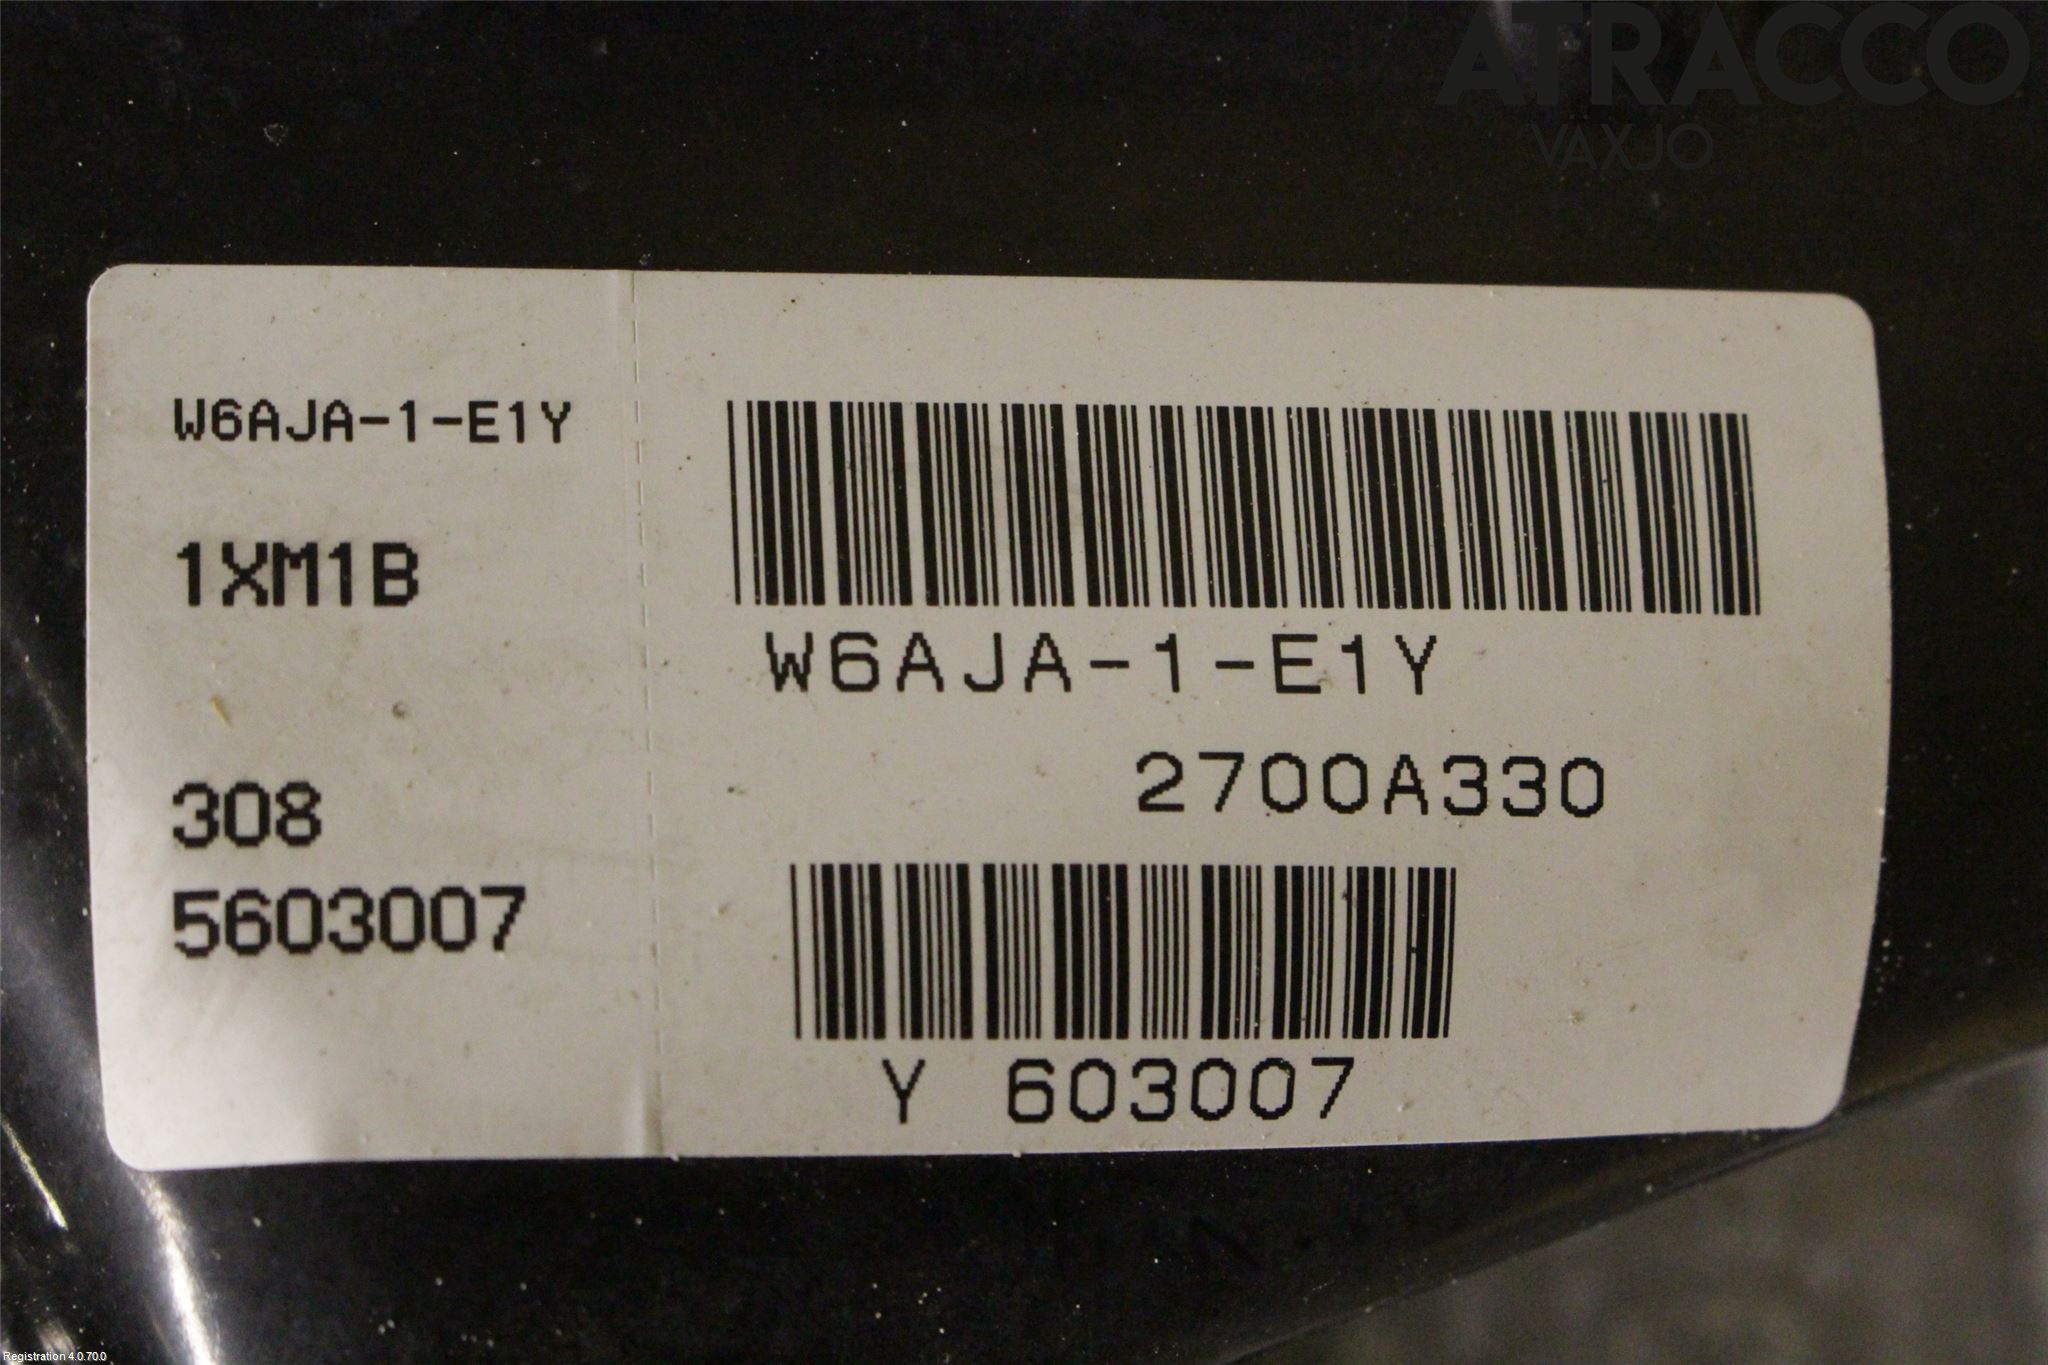 ATRACCO
VAXJO
W6AJA-1-E1Y
1XM1B
308
5603007
W6AJA-1-E1Y
2700A330
Y 603007
Registration 4.0.70.0